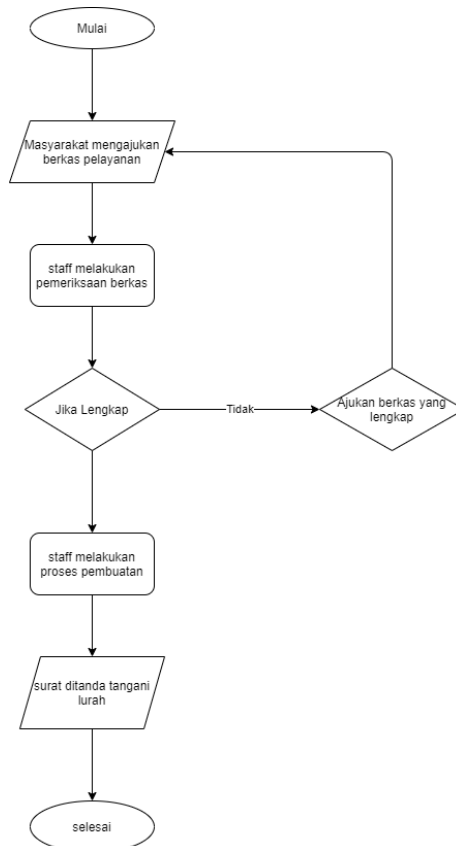 Mulai
Masyarakat mengajukan
berkas pelayanan
staff melakukan
pemeriksaan berkas
Jika Lengkap
Tidak
Ajukan berkas yang
lengkap
staff melakukan
proses pembuatan
surat ditanda tangani
lurah
selesai